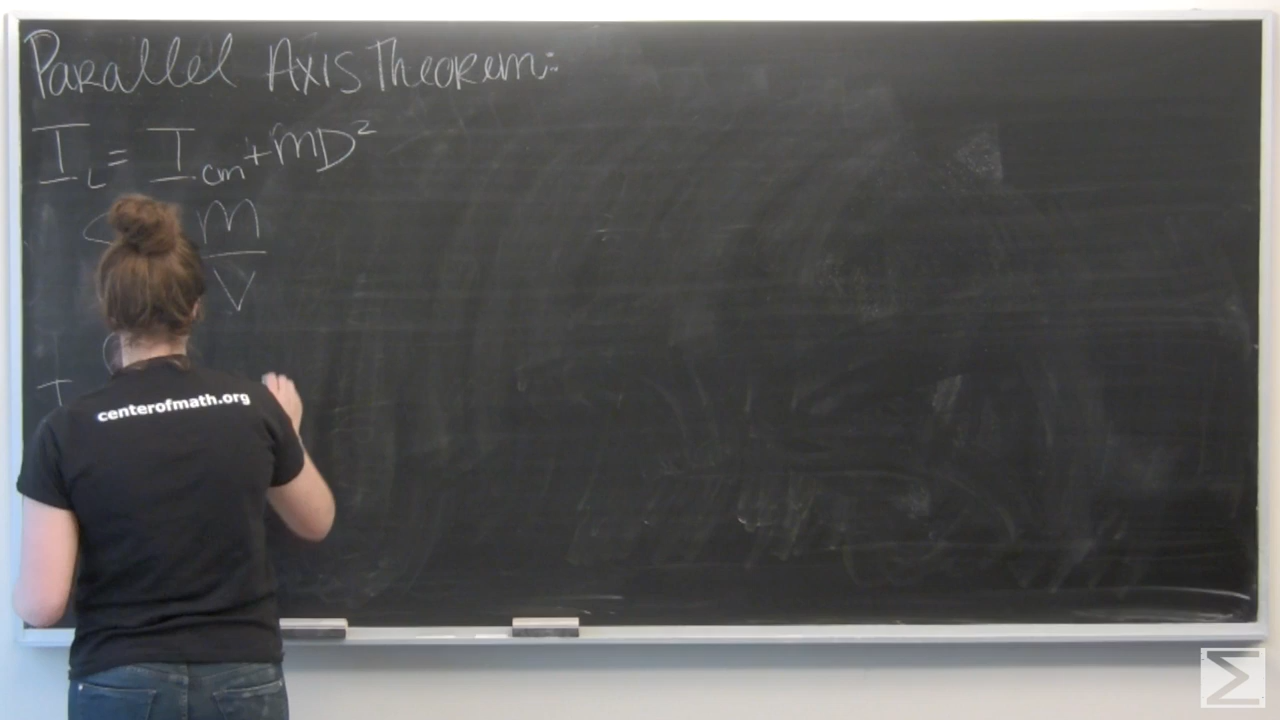 Parallel Axis Theorem:
I_L = I_cm + mD²
m
V
I
centerofmath.org
Σ